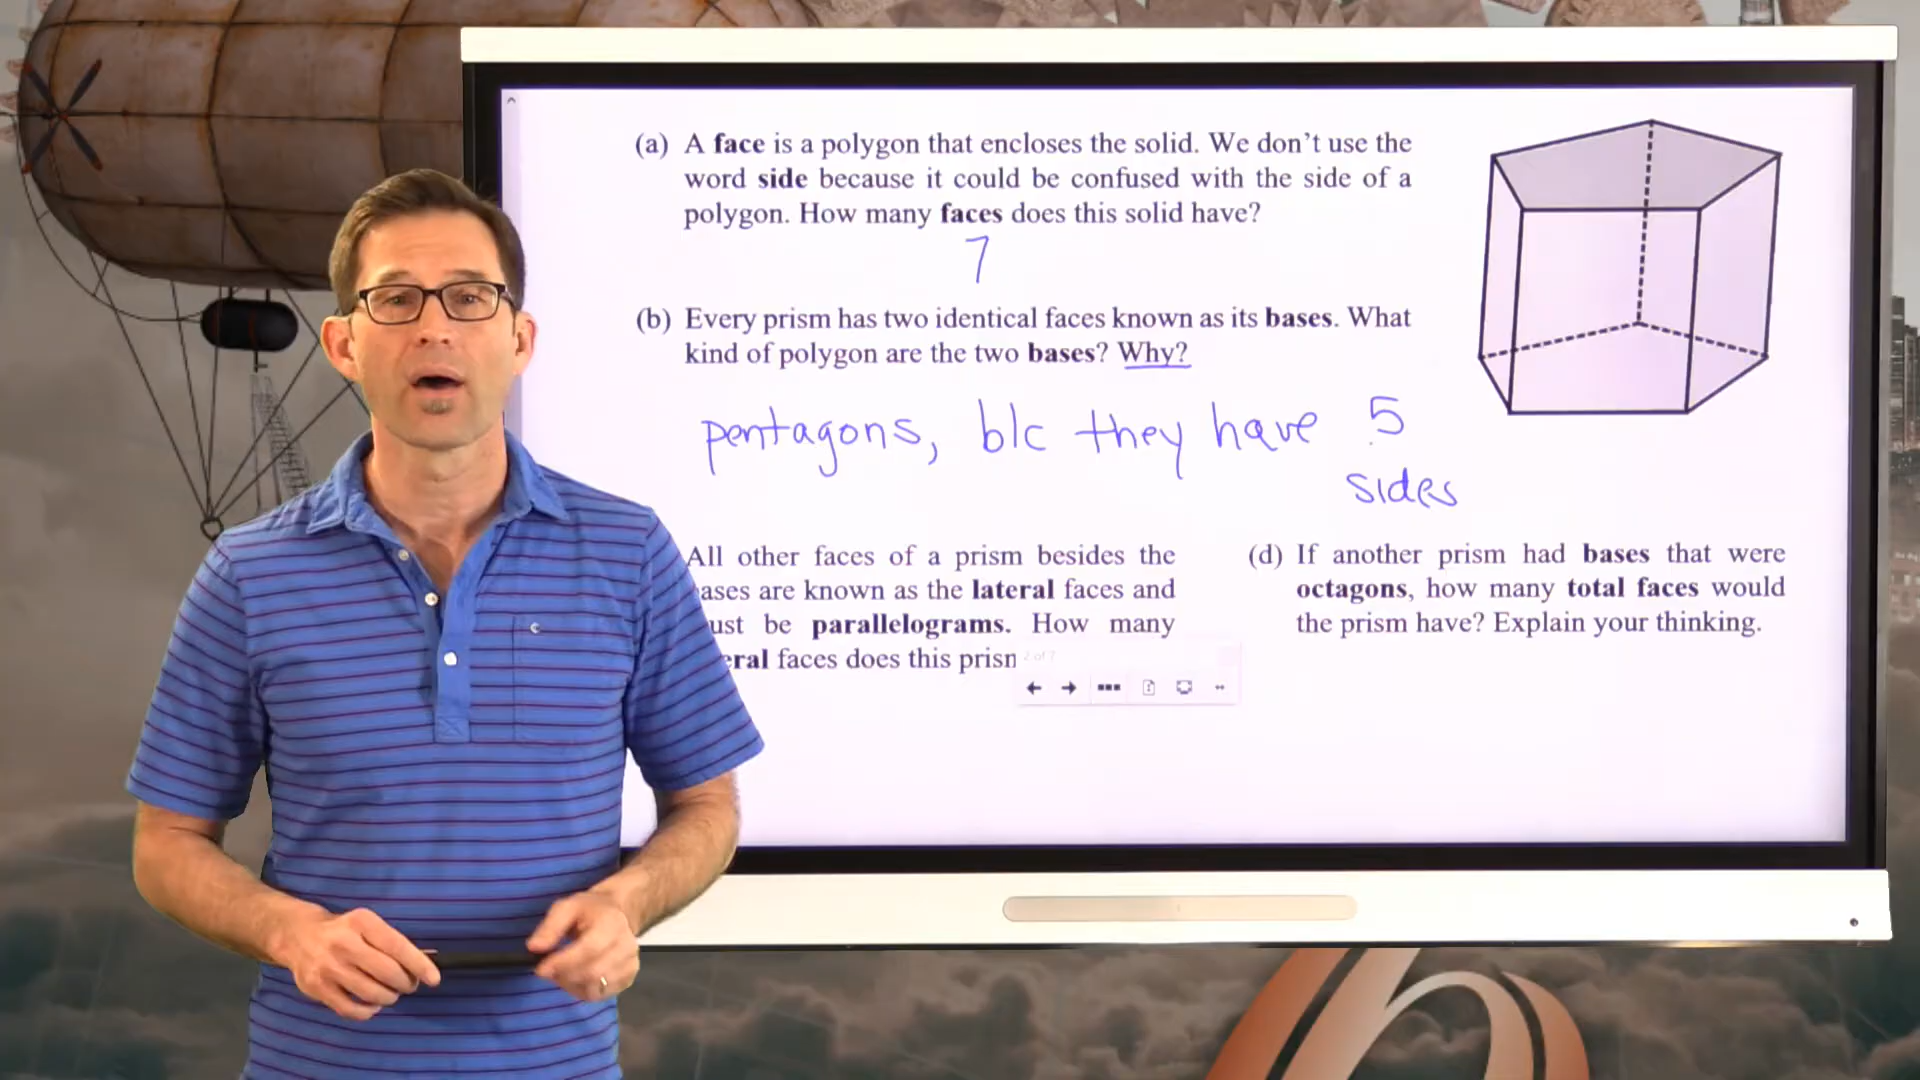 (a) A face is a polygon that encloses the solid. We don't use the
word side because it could be confused with the side of a
polygon. How many faces does this solid have?
7
(b) Every prism has two identical faces known as its bases. What
kind of polygon are the two bases? Why?
pentagons, b/c they have 5
sides
All other faces of a prism besides the
ases are known as the lateral faces and
ust be parallelograms. How many
eral faces does this prisn
2 of 7
(d) If another prism had bases that were
octagons, how many total faces would
the prism have? Explain your thinking.